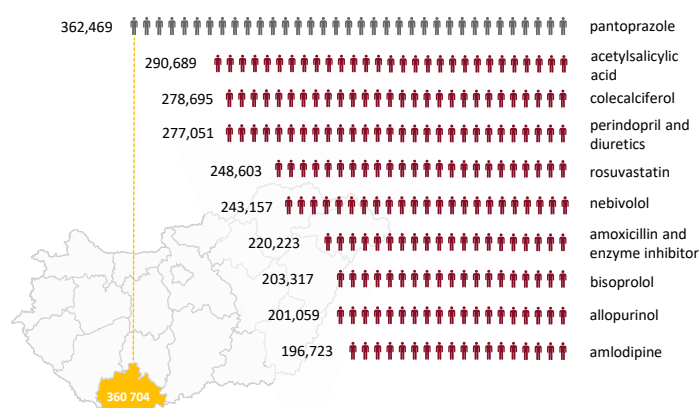 362,469 pantoprazole
290,689 acetylsalicylic
acid
278,695 colecalciferol
277,051 perindopril and
diuretics
248,603 rosuvastatin
243,157 nebivolol
220,223 amoxicillin and
enzyme inhibitor
203,317 bisoprolol
201,059 allopurinol
196,723 amlodipine
360 704